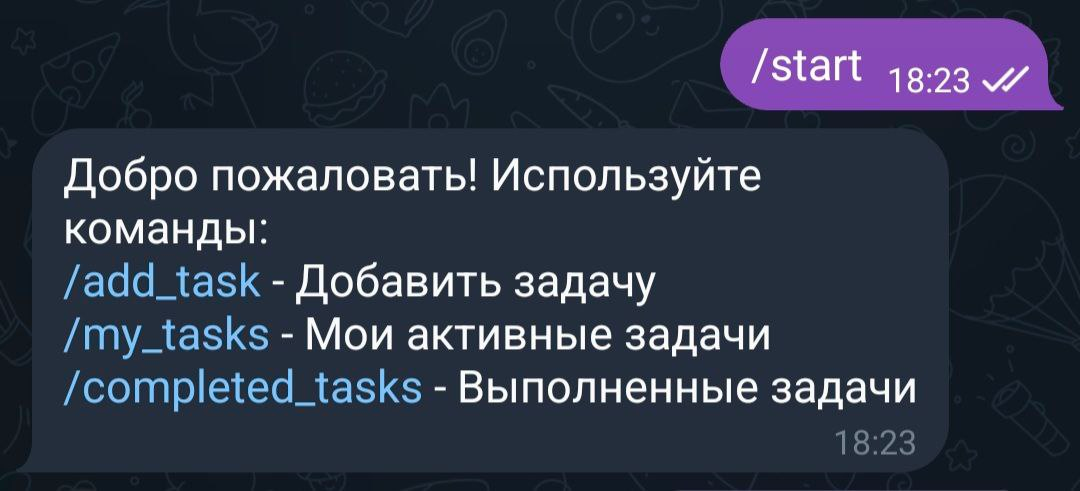 /start 18:23
Добро пожаловать! Используйте
команды:
/add_task - Добавить задачу
/my_tasks - Мои активные задачи
/completed_tasks - Выполненные задачи
18:23